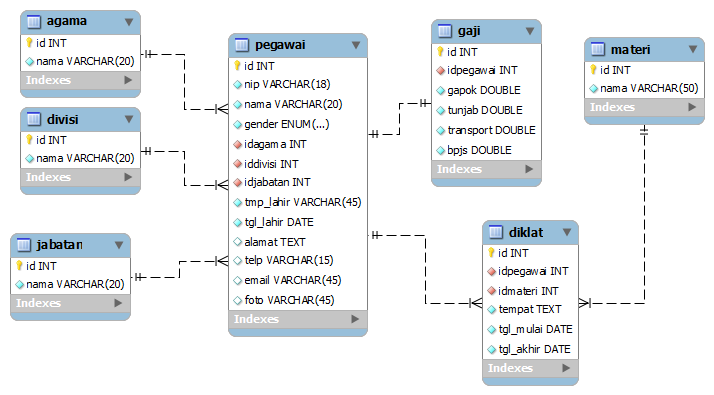 agama
id INT
nama VARCHAR(20)
Indexes
divisi
id INT
nama VARCHAR(20)
Indexes
jabatan
id INT
nama VARCHAR(20)
Indexes
pegawai
id INT
nip VARCHAR(18)
nama VARCHAR(20)
gender ENUM(...)
idagama INT
iddivisi INT
idjabatan INT
tmp_lahir VARCHAR(45)
tgl_lahir DATE
alamat TEXT
telp VARCHAR(15)
email VARCHAR(45)
foto VARCHAR(45)
Indexes
gaji
id INT
idpegawai INT
gapok DOUBLE
tunjab DOUBLE
transport DOUBLE
bpjs DOUBLE
Indexes
materi
id INT
nama VARCHAR(50)
Indexes
diklat
id INT
idpegawai INT
idmateri INT
tempat TEXT
tgl_mulai DATE
tgl_akhir DATE
Indexes